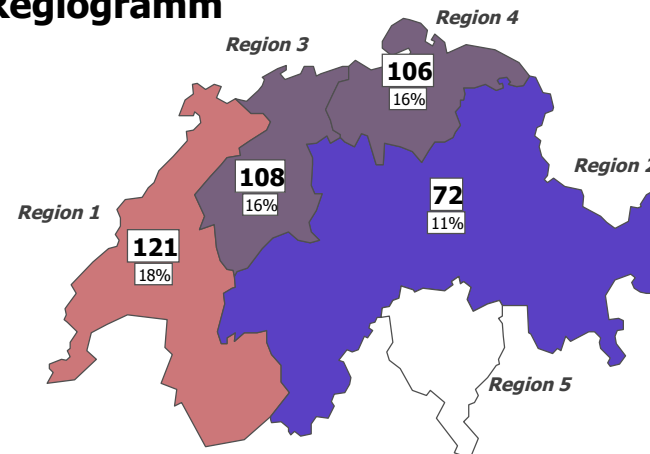 Regiogramm
Region 4
Region 3
106
16%
Region 2
108
16%
72
11%
Region 1
121
18%
Region 5